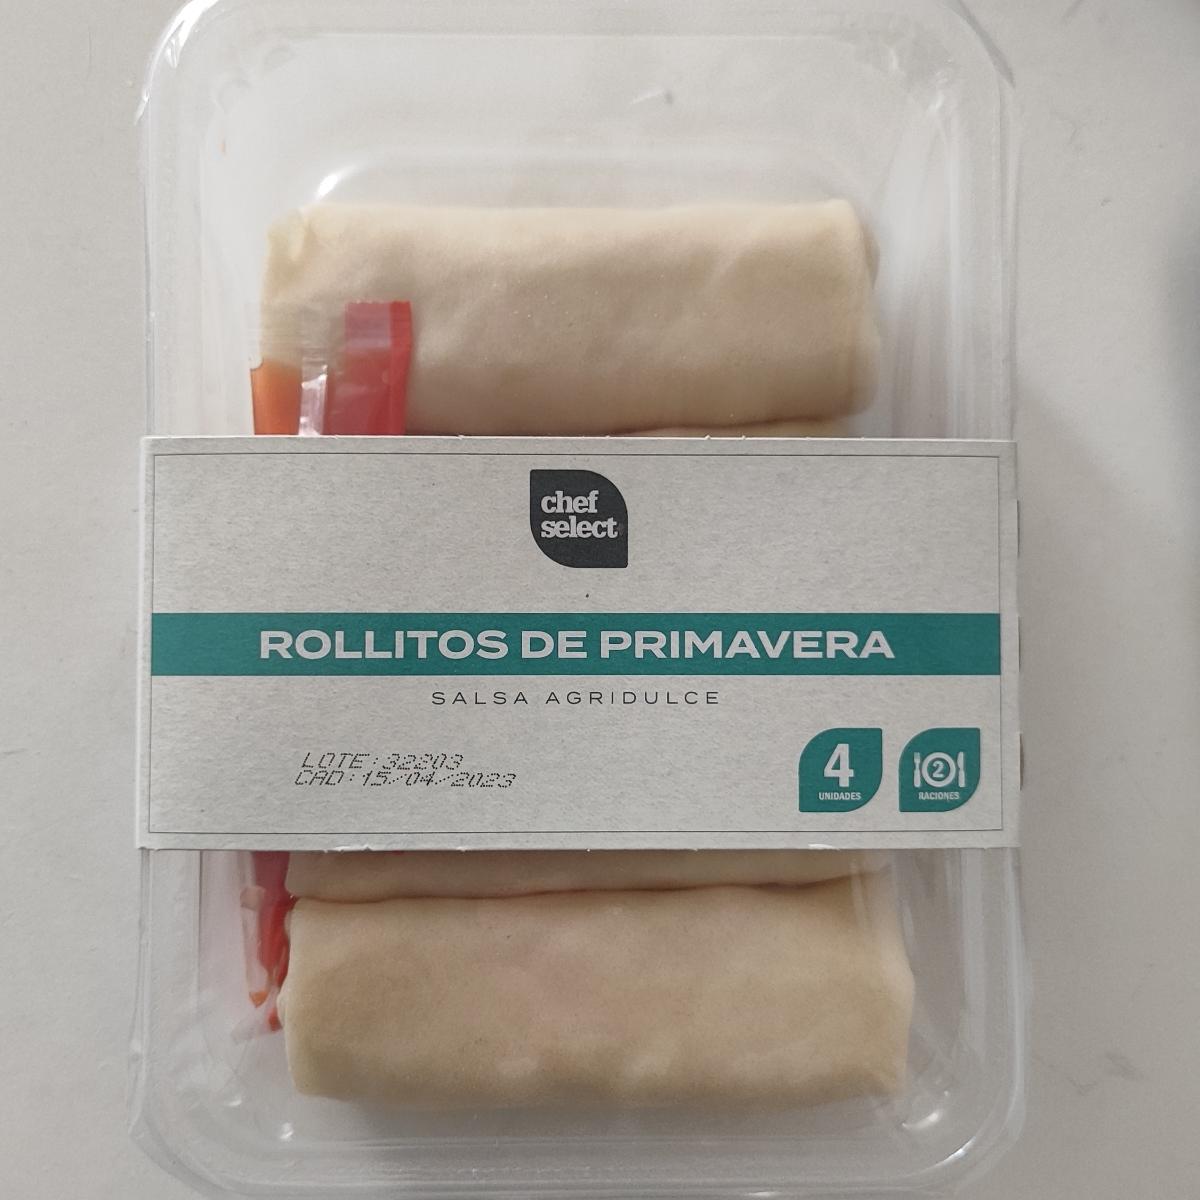 chef
select
ROLLITOS DE PRIMAVERA
SALSA AGRIDULCE
LOTE:32203
CAD:15/04/2023
4
UNIDADES
2
RACIONES